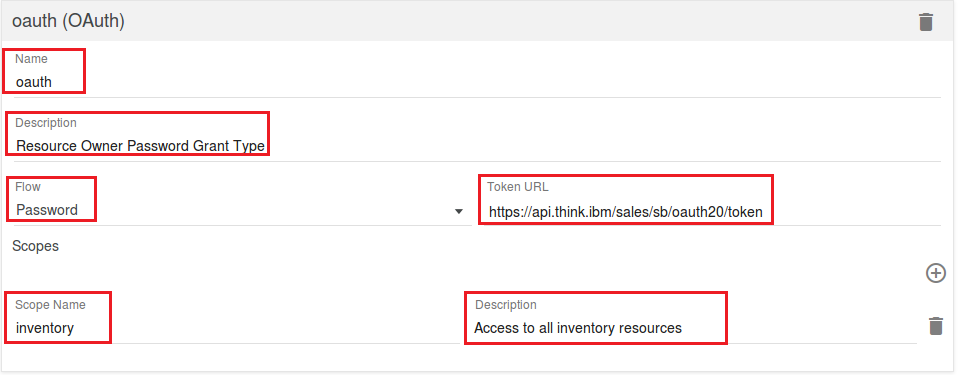 oauth (OAuth)
Name
oauth
Description
Resource Owner Password Grant Type
Flow
Password
Token URL
https://api.think.ibm/sales/sb/oauth20/token
Scopes
Scope Name
inventory
Description
Access to all inventory resources